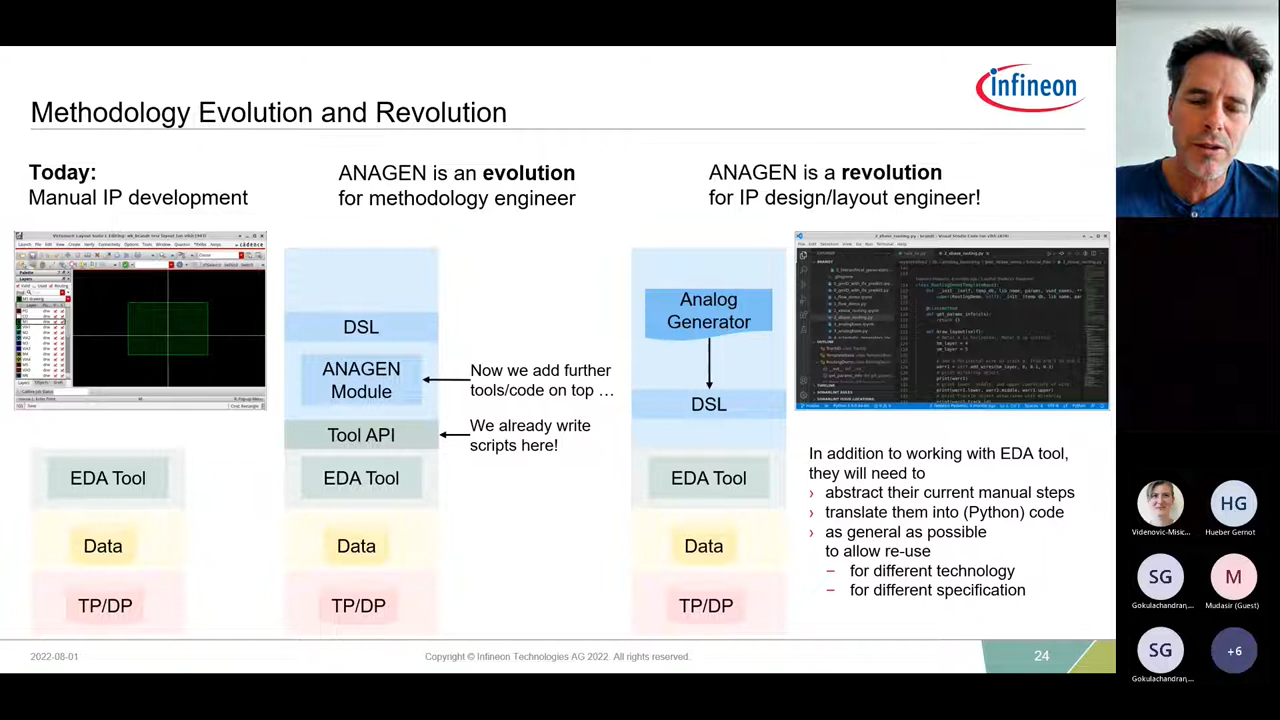 infineon
Methodology Evolution and Revolution
Today:
Manual IP development
EDA Tool
Data
TP/DP
ANAGEN is an evolution
for methodology engineer
DSL
ANAGEN
Module
Tool API
EDA Tool
Data
TP/DP
Now we add further
tools/code on top …
We already write
scripts here!
ANAGEN is a revolution
for IP design/layout engineer!
Analog
Generator
DSL
EDA Tool
Data
TP/DP
In addition to working with EDA tool,
they will need to
› abstract their current manual steps
› translate them into (Python) code
› as general as possible
to allow re-use
– for different technology
– for different specification
2022-08-01
Copyright © Infineon Technologies AG 2022. All rights reserved.
24
Videnovic-Misic...
HG
Hueber Gernot
SG
Gokulachandran,...
M
Mudasir (Guest)
SG
Gokulachandran,...
+6